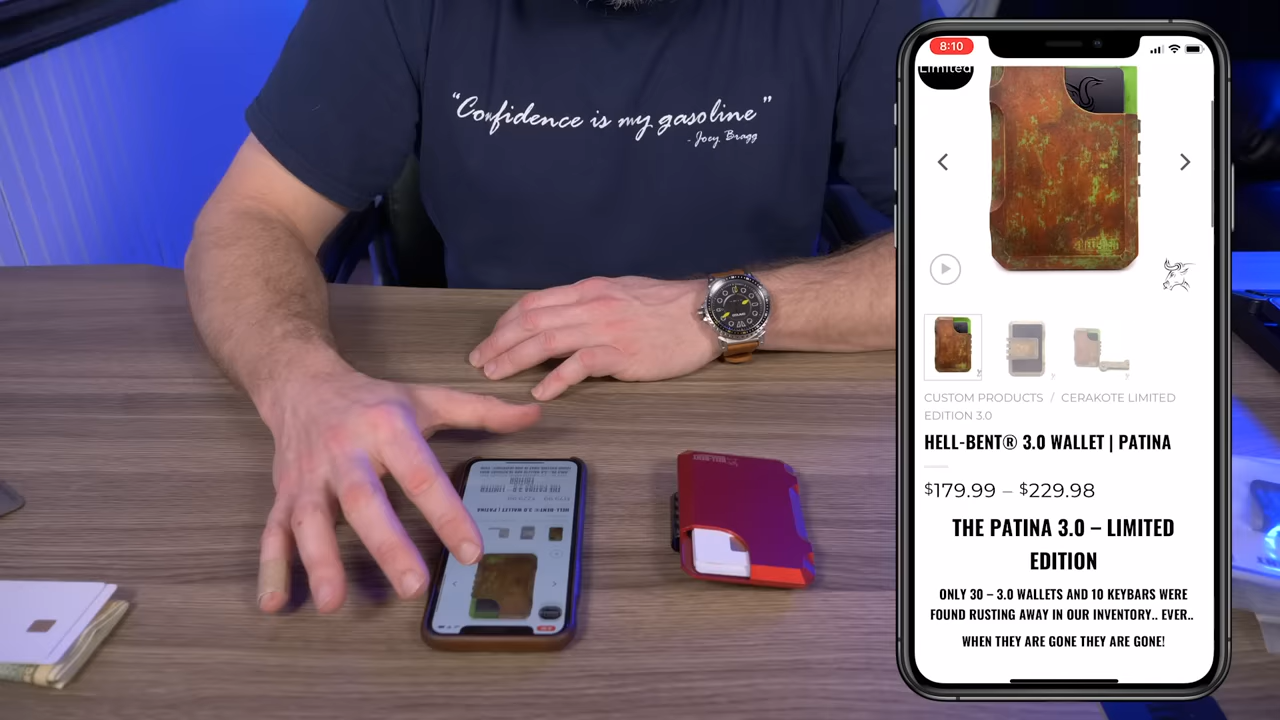 “Confidence is my gasoline”
- Joey Bragg
8:10
Limited
CUSTOM PRODUCTS / CERAKOTE LIMITED
EDITION 3.0
HELL-BENT® 3.0 WALLET | PATINA
$179.99 – $229.98
THE PATINA 3.0 – LIMITED
EDITION
ONLY 30 – 3.0 WALLETS AND 10 KEYBARS WERE
FOUND RUSTING AWAY IN OUR INVENTORY.. EVER..
WHEN THEY ARE GONE THEY ARE GONE!